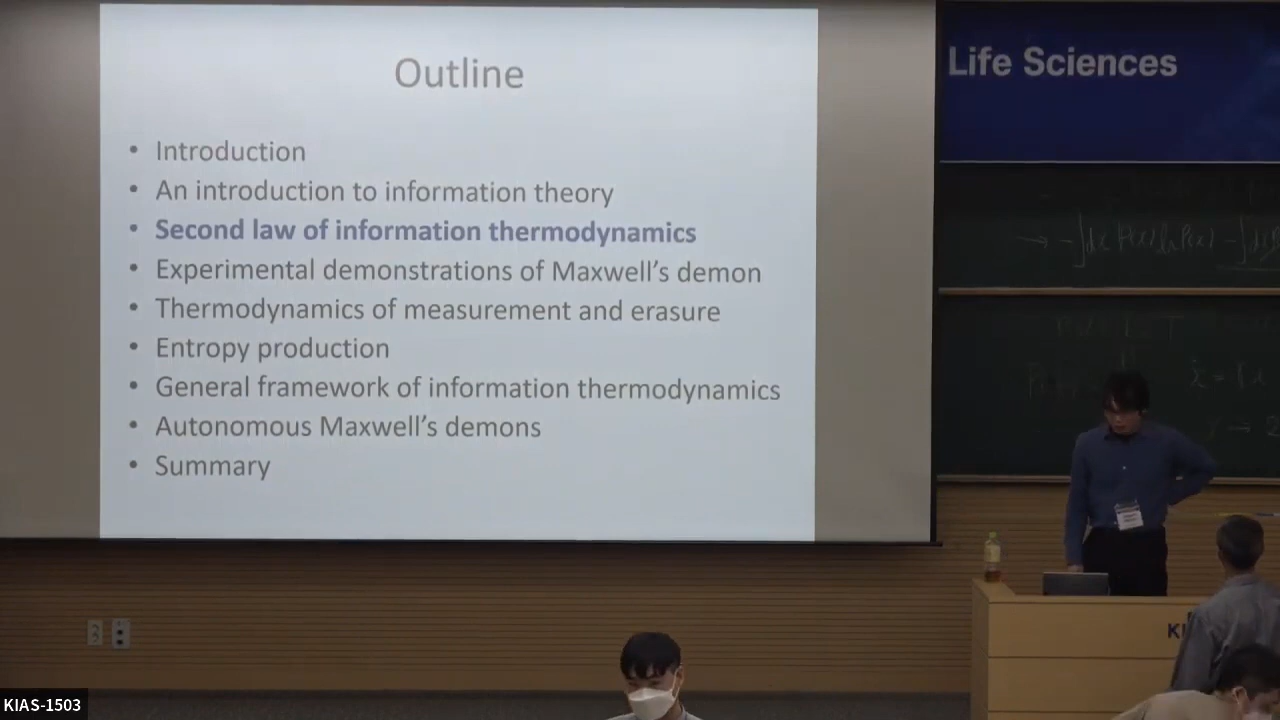 Outline
• Introduction
• An introduction to information theory
• Second law of information thermodynamics
• Experimental demonstrations of Maxwell's demon
• Thermodynamics of measurement and erasure
• Entropy production
• General framework of information thermodynamics
• Autonomous Maxwell's demons
• Summary
Life Sciences
KIAS-1503